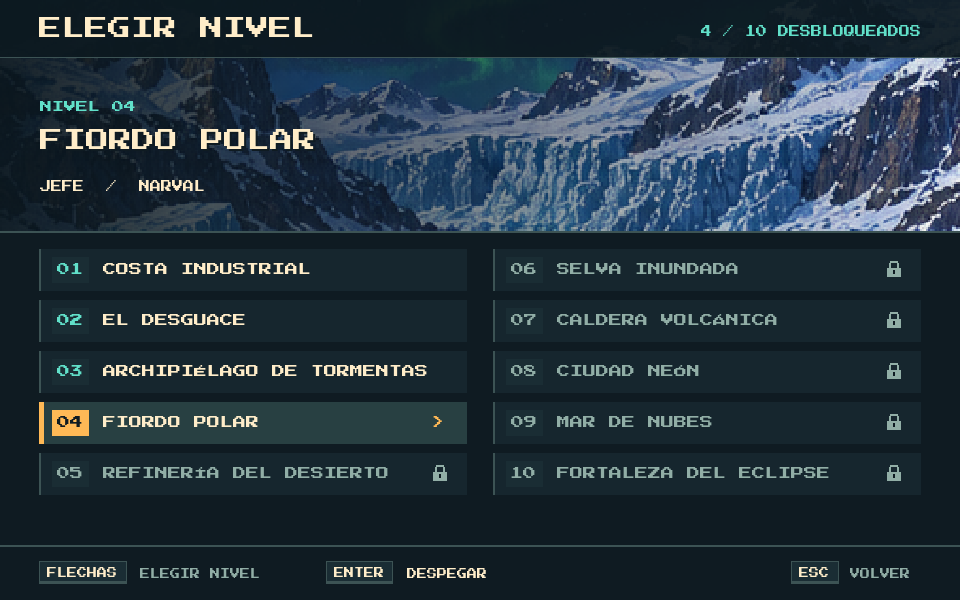 ELEGIR NIVEL
4 / 10 DESBLOQUEADOS
NIVEL 04
FIORDO POLAR
JEFE / NARVAL
01 COSTA INDUSTRIAL
02 EL DESGUACE
03 ARCHIPIéLAGO DE TORMENTAS
04 FIORDO POLAR >
05 REFINERíA DEL DESIERTO
06 SELVA INUNDADA
07 CALDERA VOLCáNICA
08 CIUDAD NEóN
09 MAR DE NUBES
10 FORTALEZA DEL ECLIPSE
FLECHAS ELEGIR NIVEL
ENTER DESPEGAR
ESC VOLVER